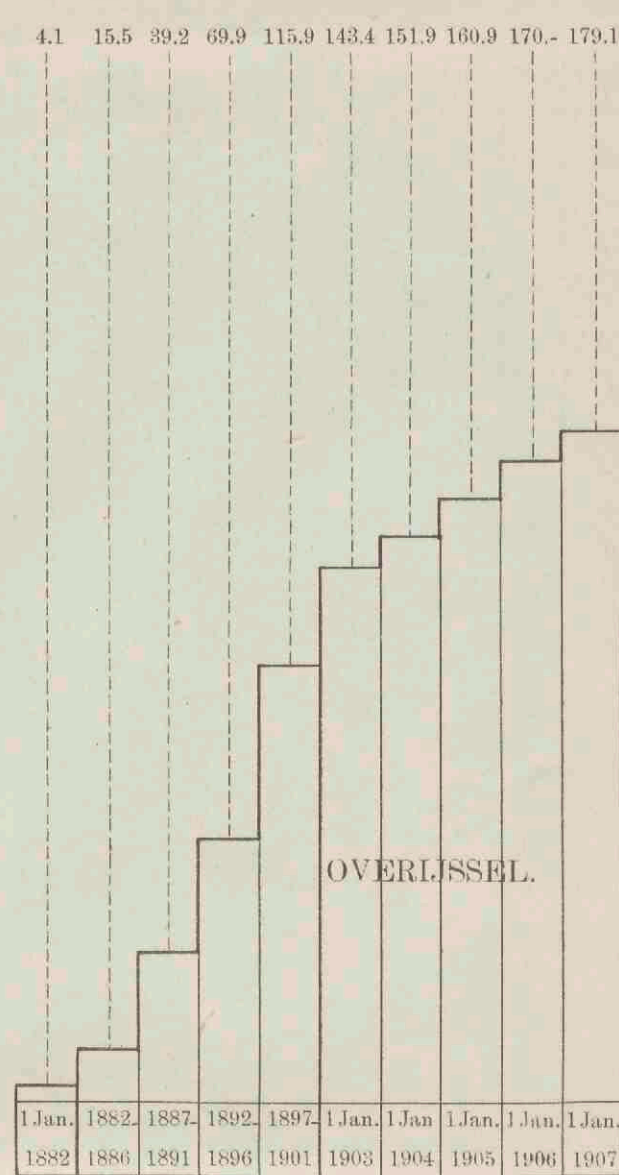 4.1 15.5 39.2 69.9 115.9 143.4 151.9 160.9 170.- 179.1
OVERIJSSEL.
1 Jan. 1882- 1887- 1892- 1897- 1 Jan. 1 Jan 1 Jan. 1 Jan. 1 Jan.
1882 1886 1891 1896 1901 1903 1904 1905 1906 1907